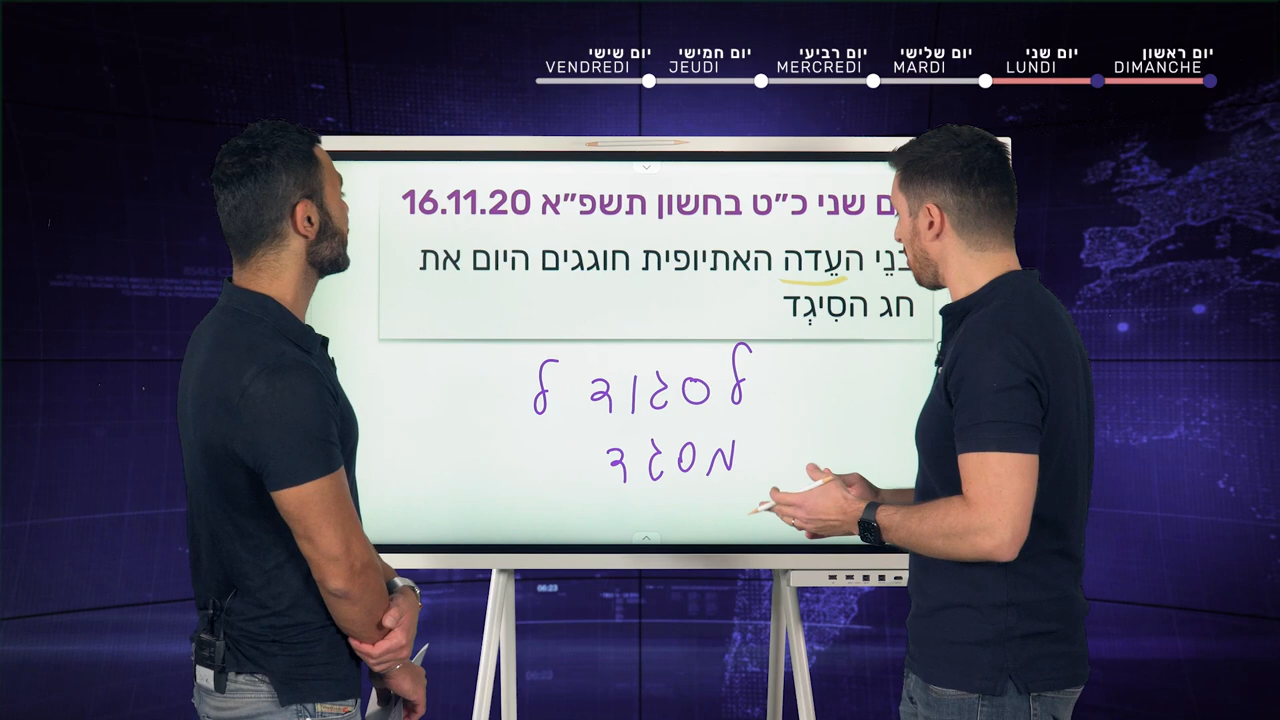 יום ראשון יום שני יום שלישי יום רביעי יום חמישי יום שישי
DIMANCHE LUNDI MARDI MERCREDI JEUDI VENDREDI
שני כ״ט בחשון תשפ״א 16.11.20
בנֵי העֵדה האתיופית חוגגים היום את
חג הסִיגְד
לסגוד ל
מסגד